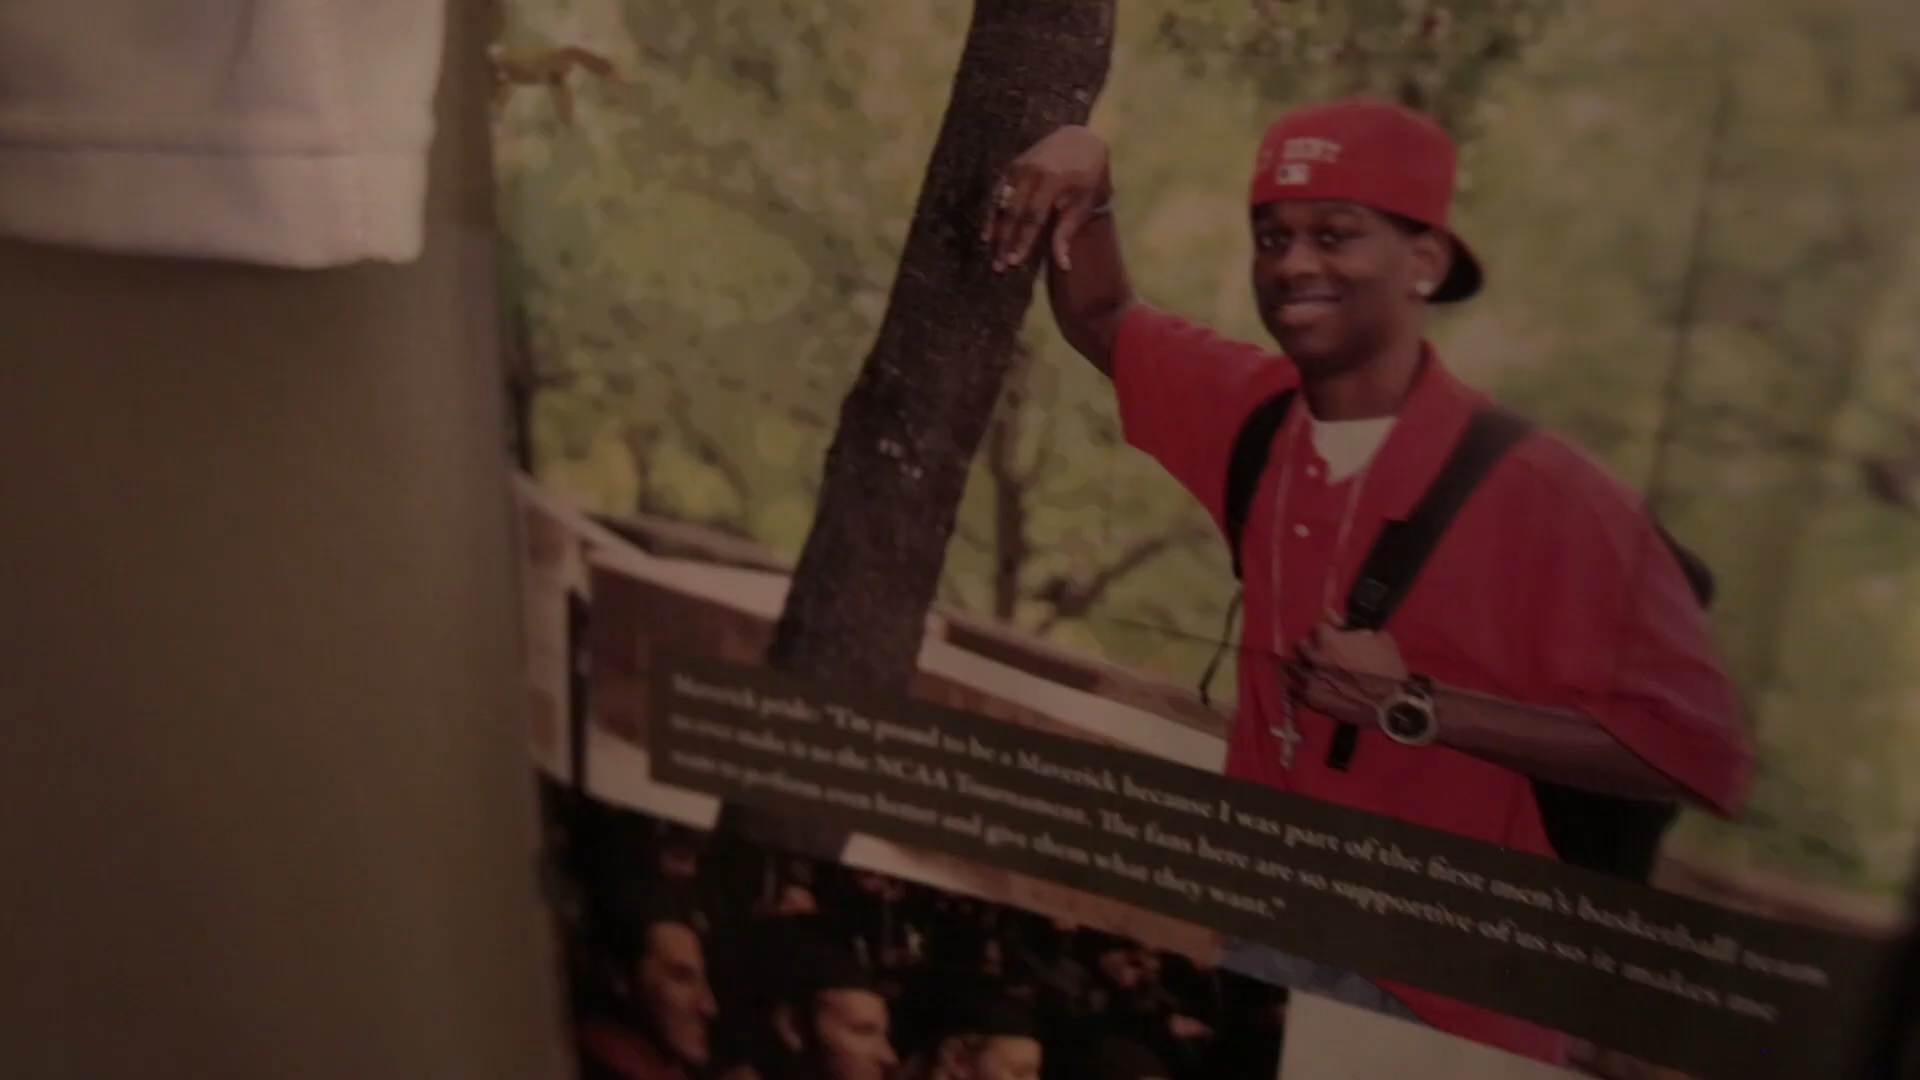 BEST
OR
Maverick pride: "I'm proud to be a Maverick because I was part of the first men's basketball team
to ever make it to the NCAA Tournament. The fans here are so supportive of us so it makes me
want to perform even better and give them what they want."